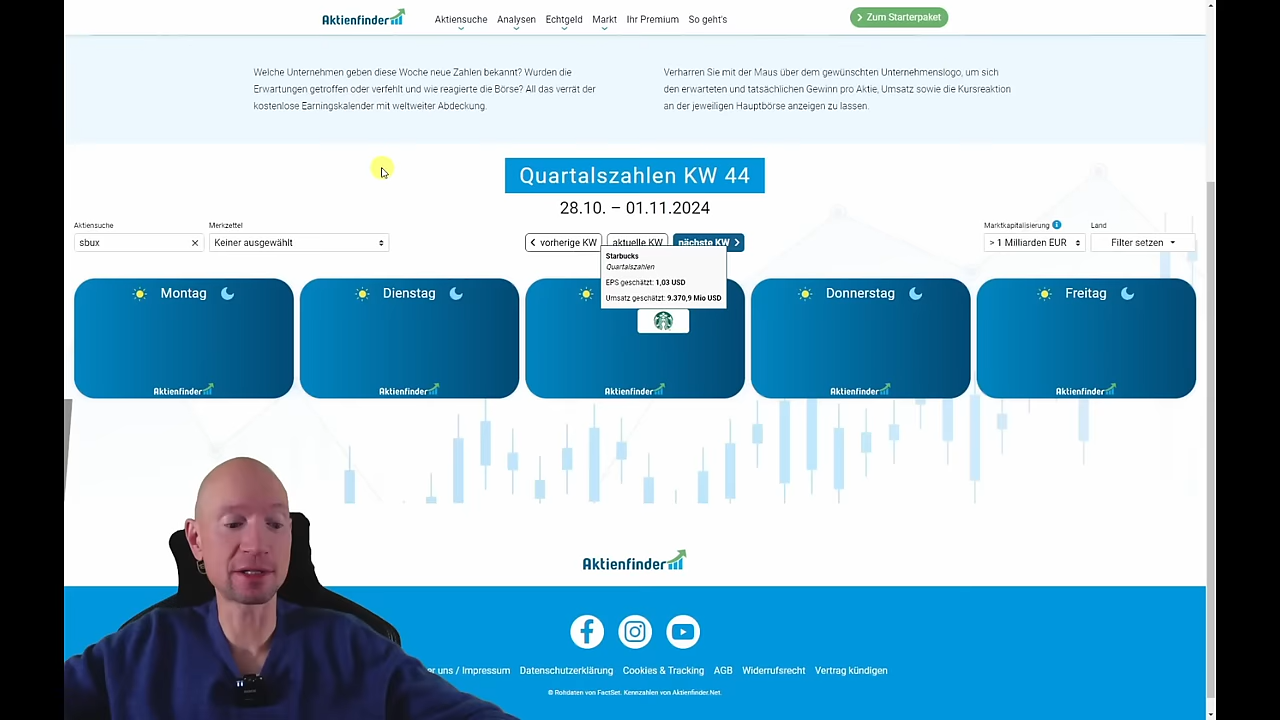 Aktienfinder
Aktiensuche Analysen Echtgeld Markt Ihr Premium So geht's
Zum Starterpaket
Welche Unternehmen geben diese Woche neue Zahlen bekannt? Wurden die
Erwartungen getroffen oder verfehlt und wie reagierte die Börse? All das verrät der
kostenlose Earningskalender mit weltweiter Abdeckung.
Verharren Sie mit der Maus über dem gewünschten Unternehmenslogo, um sich
den erwarteten und tatsächlichen Gewinn pro Aktie, Umsatz sowie die Kursreaktion
an der jeweiligen Hauptbörse anzeigen zu lassen.
Quartalszahlen KW 44
28.10. – 01.11.2024
Aktiensuche
Merkzettel
Marktkapitalisierung
Land
sbux
Keiner ausgewählt
vorherige KW
aktuelle KW
nächste KW
> 1 Milliarden EUR
Filter setzen
Starbucks
Quartalszahlen
EPS geschätzt: 1,03 USD
Umsatz geschätzt: 9.370,9 Mio USD
Montag
Dienstag
Donnerstag
Freitag
Aktienfinder
Aktienfinder
Aktienfinder
Aktienfinder
Aktienfinder
Aktienfinder
er uns / Impressum Datenschutzerklärung Cookies & Tracking AGB Widerrufsrecht Vertrag kündigen
© Rohdaten von FactSet. Kennzahlen von Aktienfinder.Net.